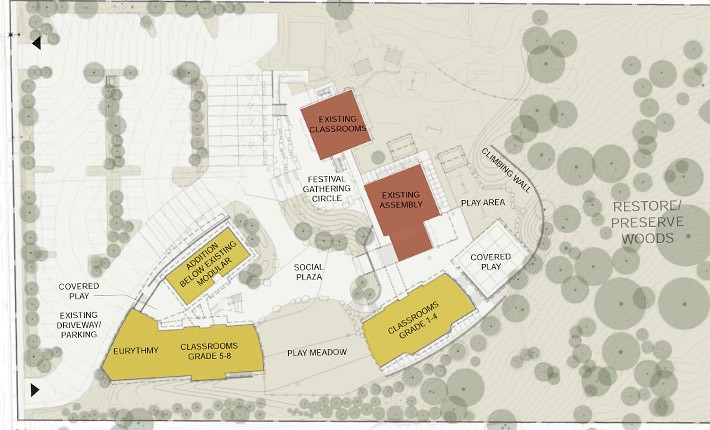 EXISTING
CLASSROOMS
CLIMBING WALL
FESTIVAL
GATHERING
CIRCLE
EXISTING
ASSEMBLY
PLAY AREA
RESTORE/
PRESERVE
WOODS
ADDITION
BELOW EXISTING
MODULAR
SOCIAL
PLAZA
COVERED
PLAY
COVERED
PLAY
EXISTING
DRIVEWAY/
PARKING
CLASSROOMS
GRADE 1-4
EURYTHMY
CLASSROOMS
GRADE 5-8
PLAY MEADOW